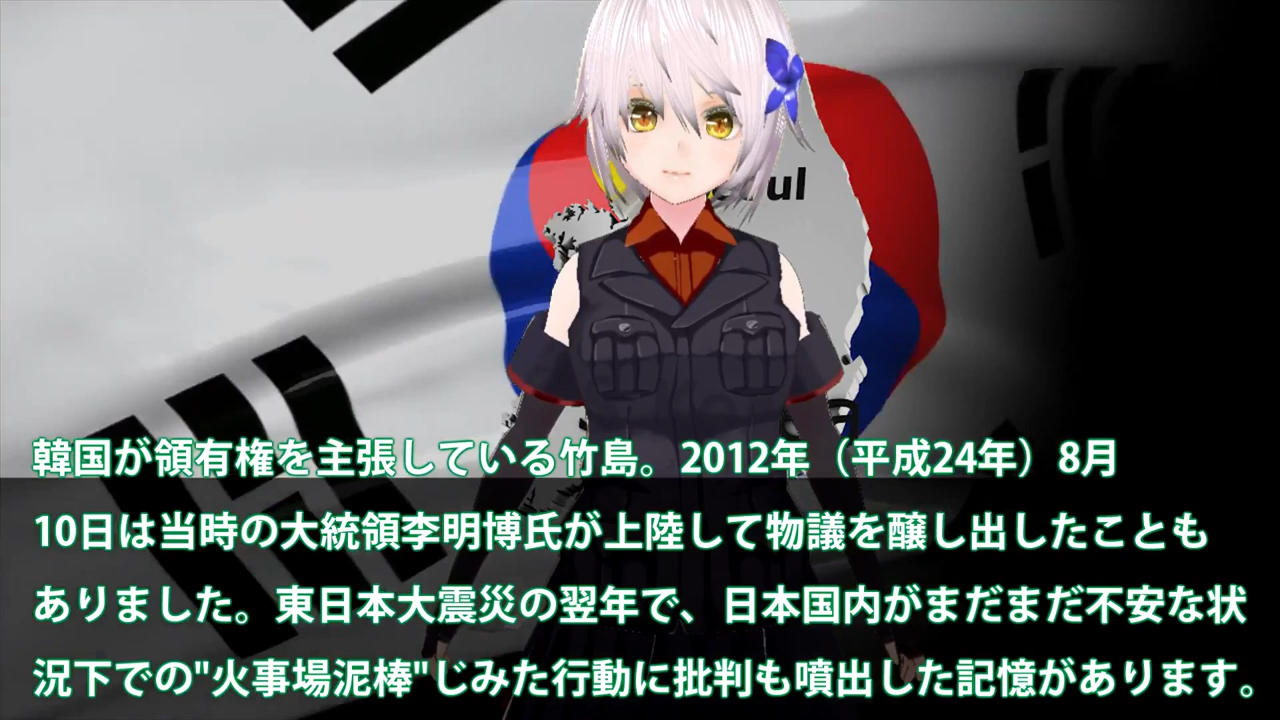 ul
韓国が領有権を主張している竹島。2012年（平成24年）8月
10日は当時の大統領李明博氏が上陸して物議を醸し出したことも
ありました。東日本大震災の翌年で、日本国内がまだまだ不安な状
況下での"火事場泥棒"じみた行動に批判も噴出した記憶があります。